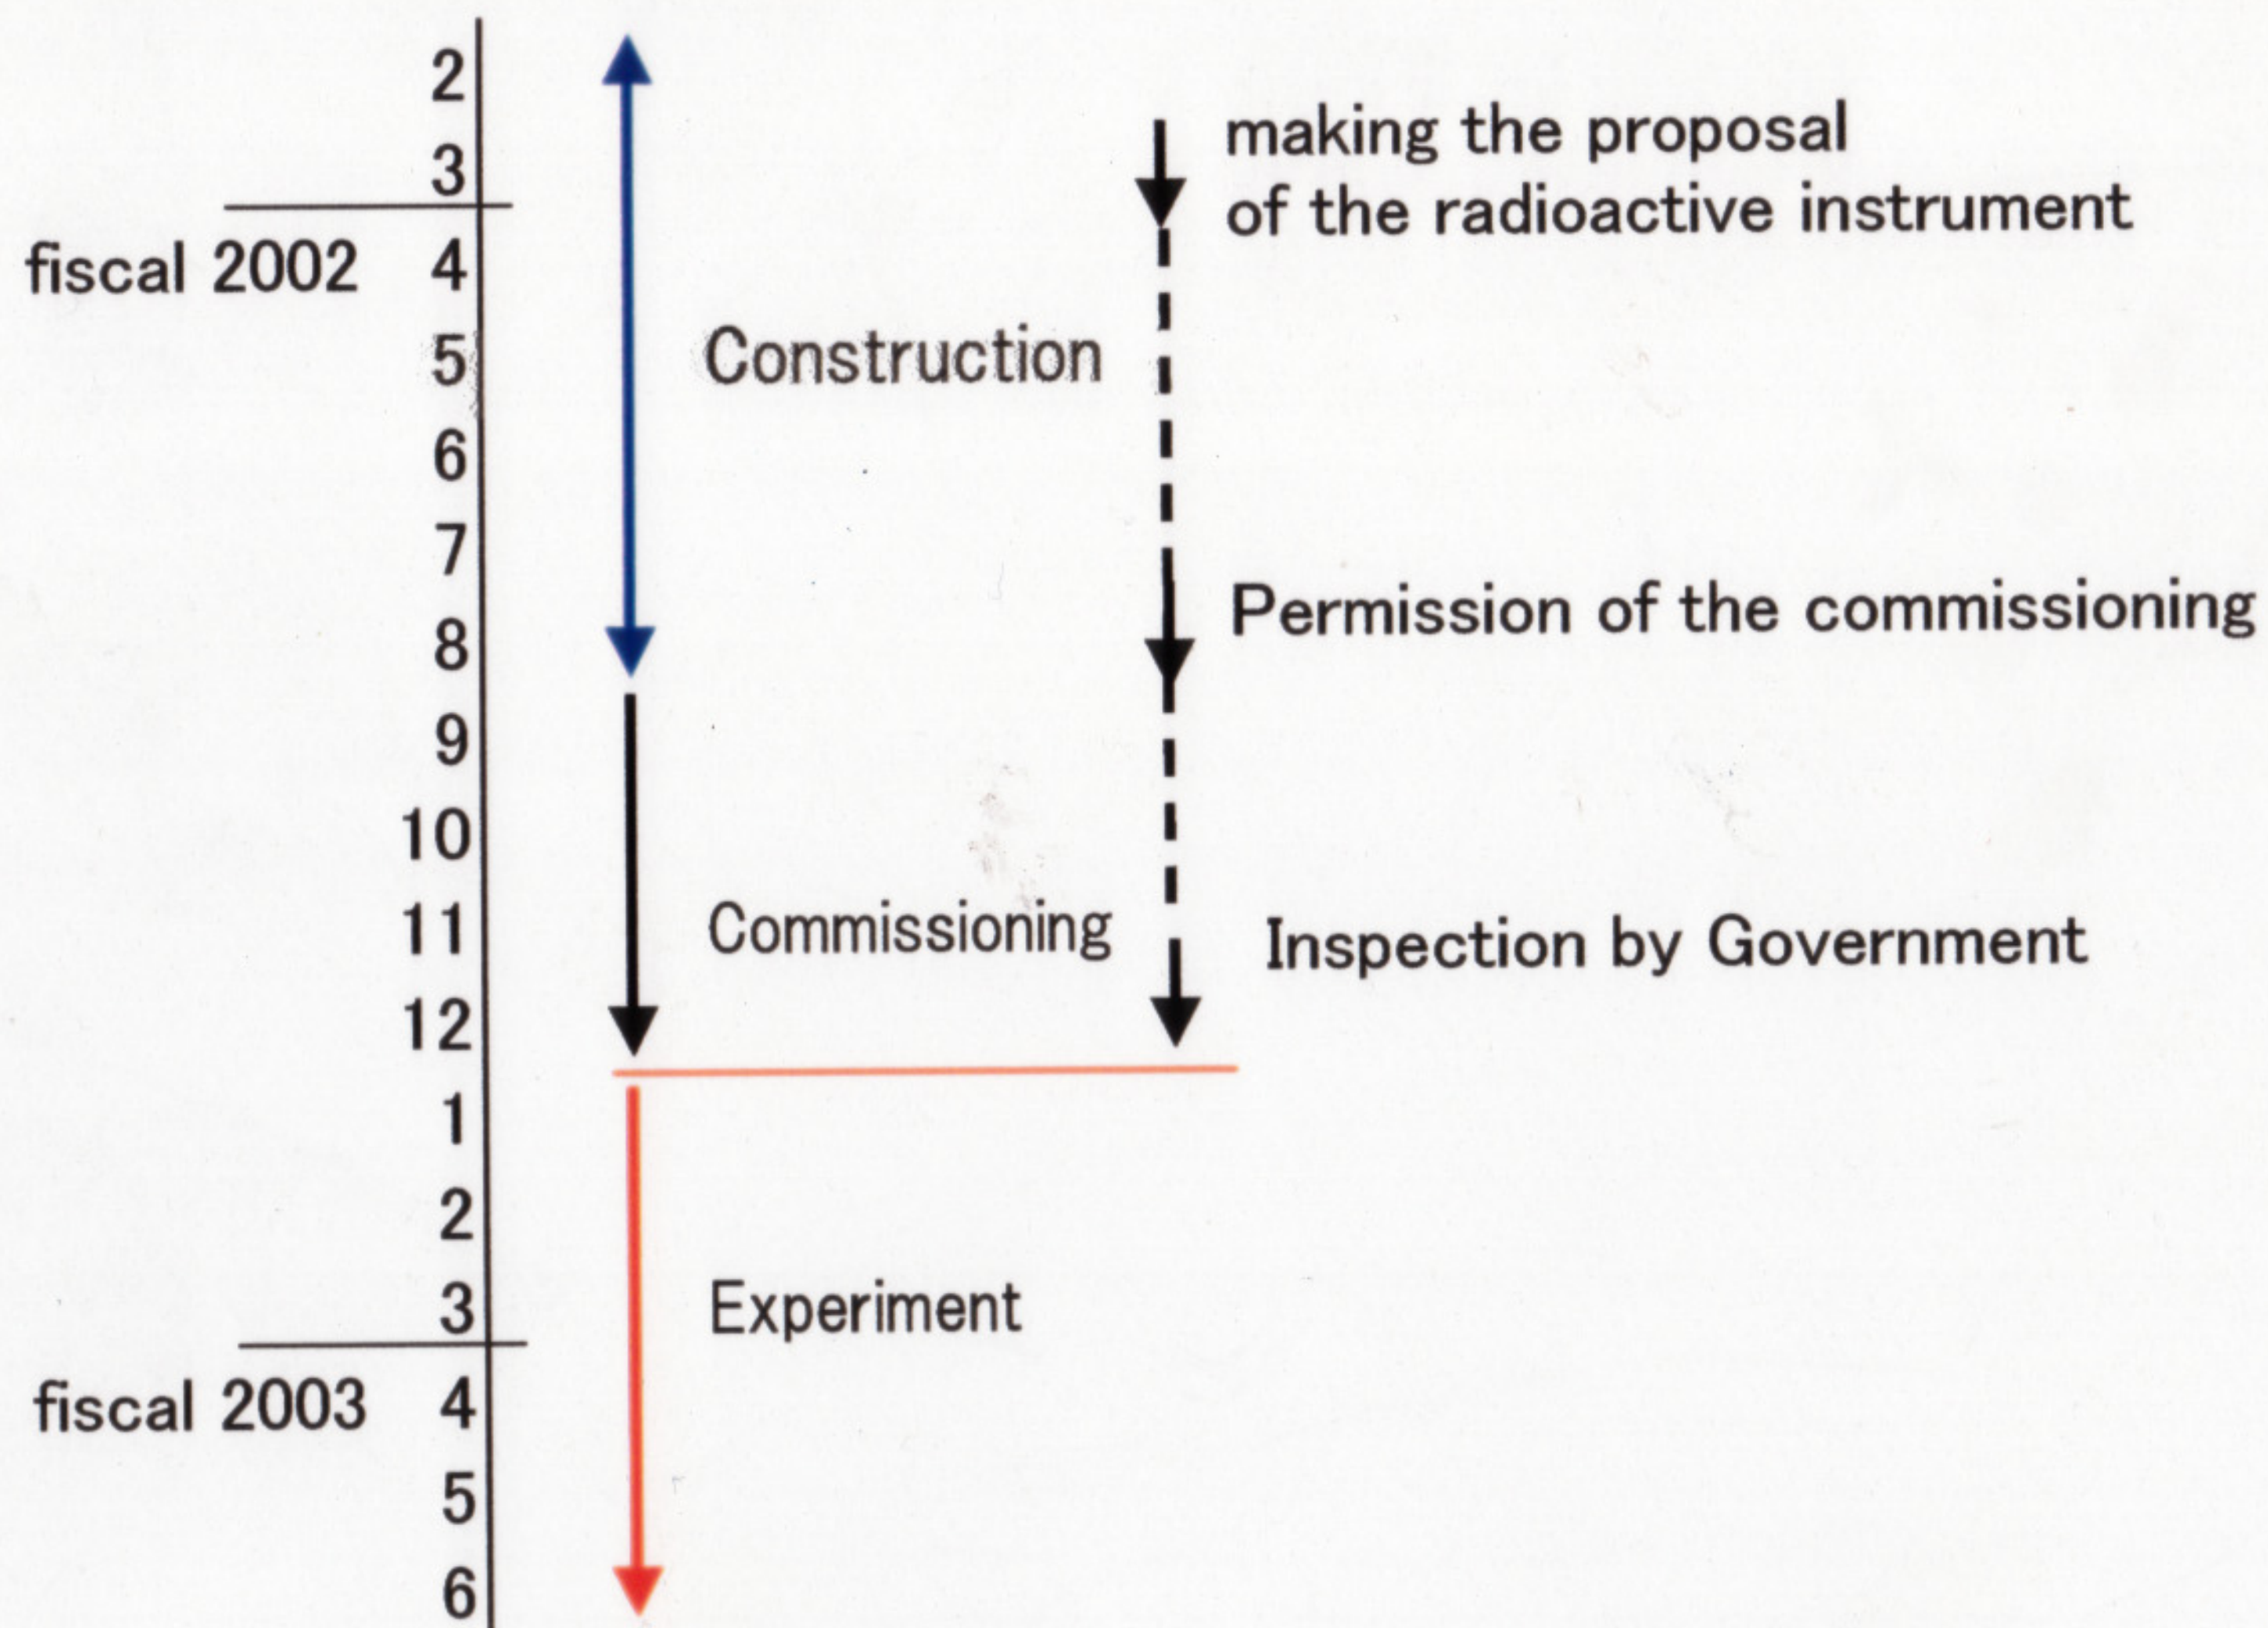 2
making the proposal
3
of the radioactive instrument
fiscal 2002 4
5 Construction
6
7
Permission of the commissioning
8
9
10
11 Commissioning Inspection by Government
12
1
2
3 Experiment
fiscal 2003 4
5
6